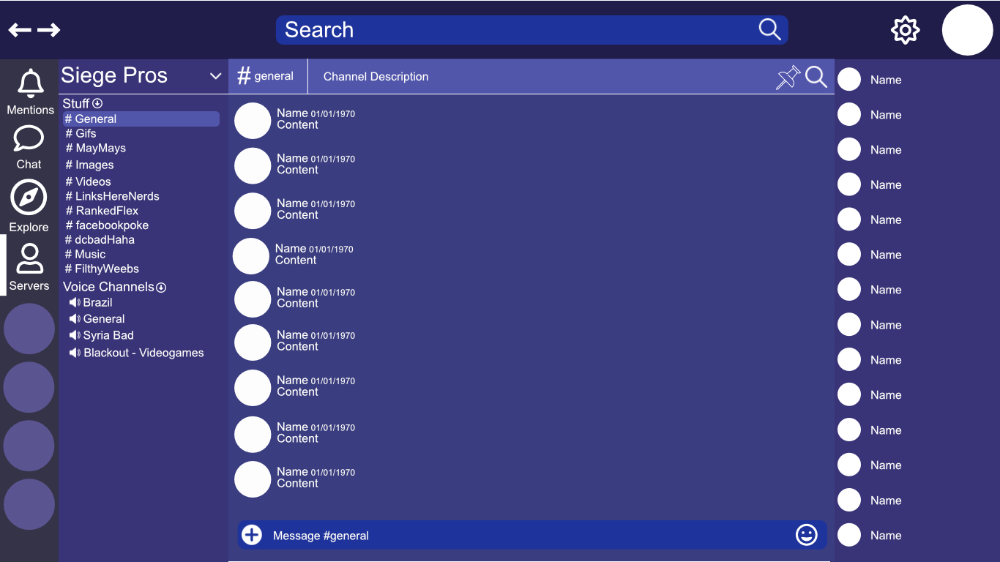 Search
Mentions
Chat
Explore
Servers
Siege Pros
Stuff
# General
# Gifs
# MayMays
# Images
# Videos
# LinksHereNerds
# RankedFlex
# facebookpoke
# dcbadHaha
# Music
# FilthyWeebs
Voice Channels
Brazil
General
Syria Bad
Blackout - Videogames
# general
Channel Description
Name 01/01/1970
Content
Name 01/01/1970
Content
Name 01/01/1970
Content
Name 01/01/1970
Content
Name 01/01/1970
Content
Name 01/01/1970
Content
Name 01/01/1970
Content
Name 01/01/1970
Content
Name 01/01/1970
Content
Message #general
Name
Name
Name
Name
Name
Name
Name
Name
Name
Name
Name
Name
Name
Name